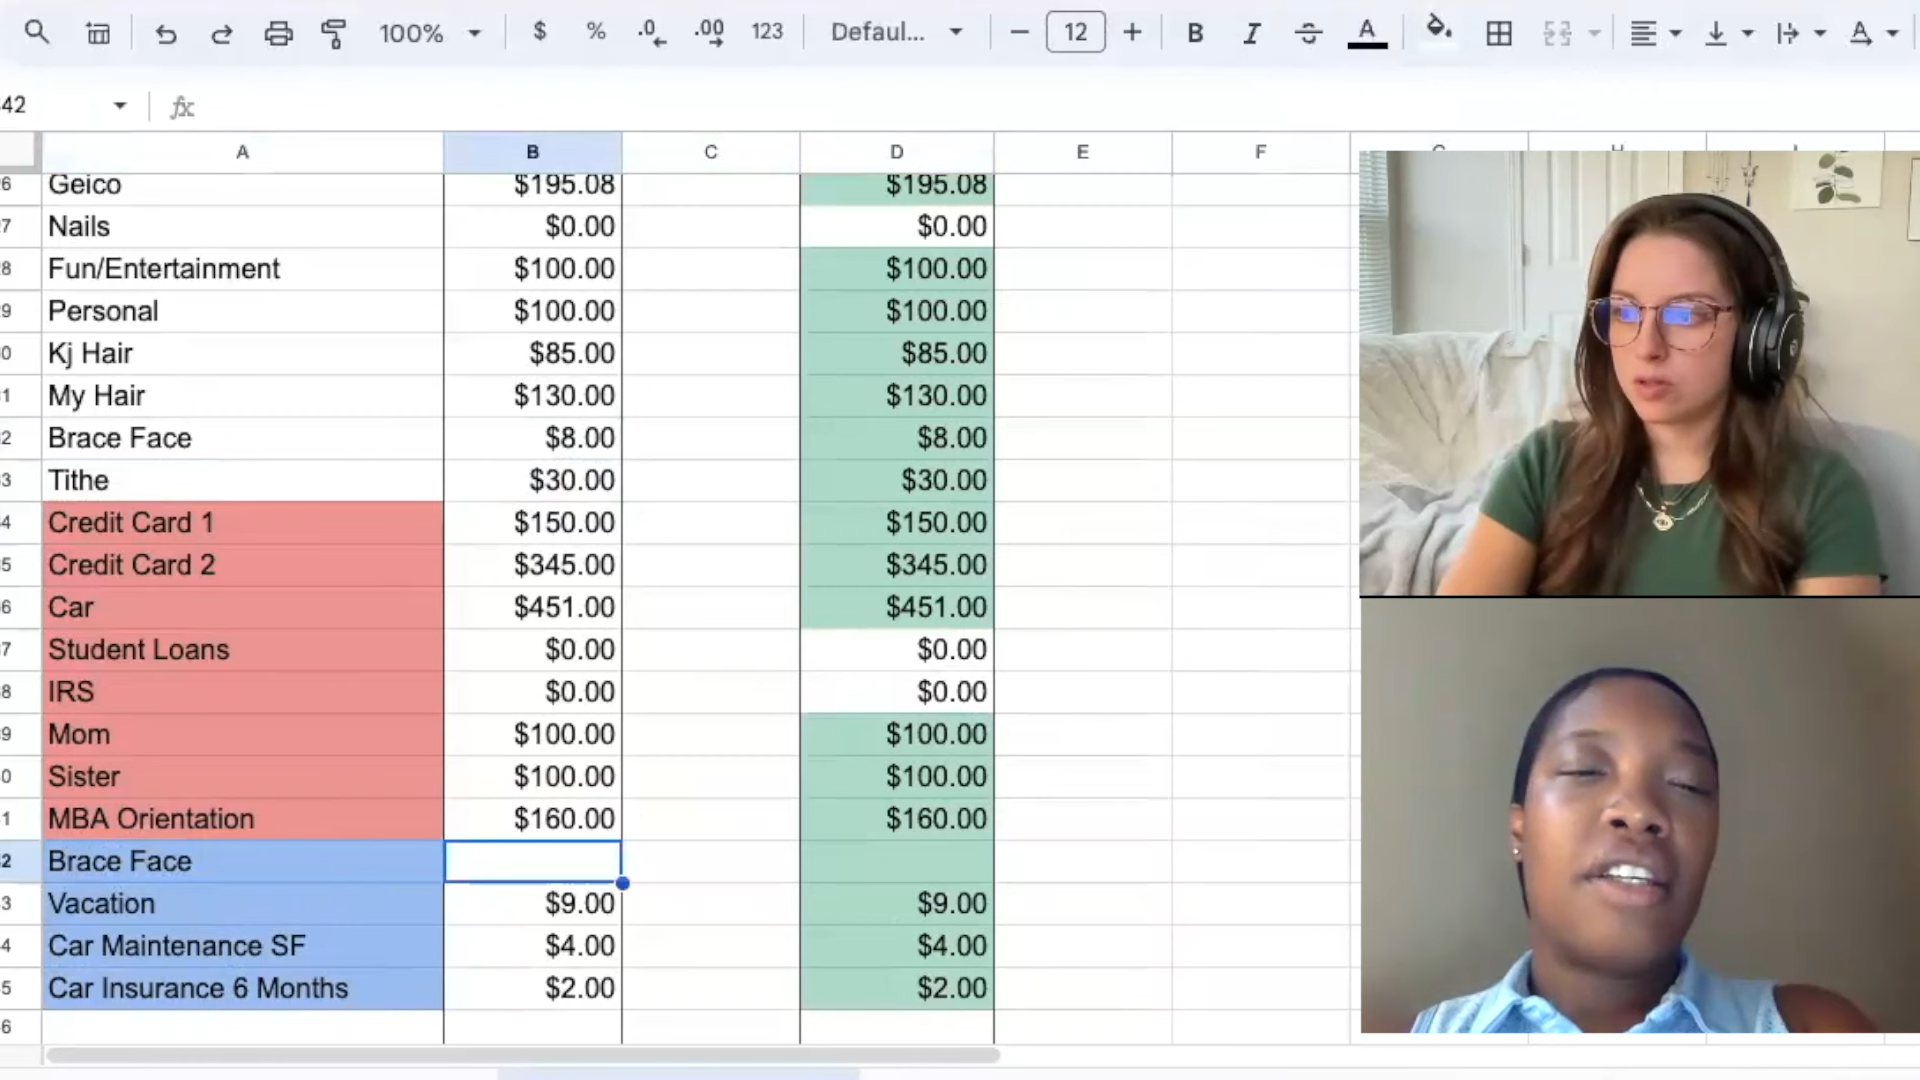 100% $ % .0 .00 123 Defaul... 12 B I S A A
42 fx
A B C D E F
6 Geico $195.08 $195.08
7 Nails $0.00 $0.00
8 Fun/Entertainment $100.00 $100.00
9 Personal $100.00 $100.00
0 Kj Hair $85.00 $85.00
1 My Hair $130.00 $130.00
2 Brace Face $8.00 $8.00
3 Tithe $30.00 $30.00
4 Credit Card 1 $150.00 $150.00
5 Credit Card 2 $345.00 $345.00
6 Car $451.00 $451.00
7 Student Loans $0.00 $0.00
8 IRS $0.00 $0.00
9 Mom $100.00 $100.00
0 Sister $100.00 $100.00
1 MBA Orientation $160.00 $160.00
2 Brace Face
3 Vacation $9.00 $9.00
4 Car Maintenance SF $4.00 $4.00
5 Car Insurance 6 Months $2.00 $2.00
6